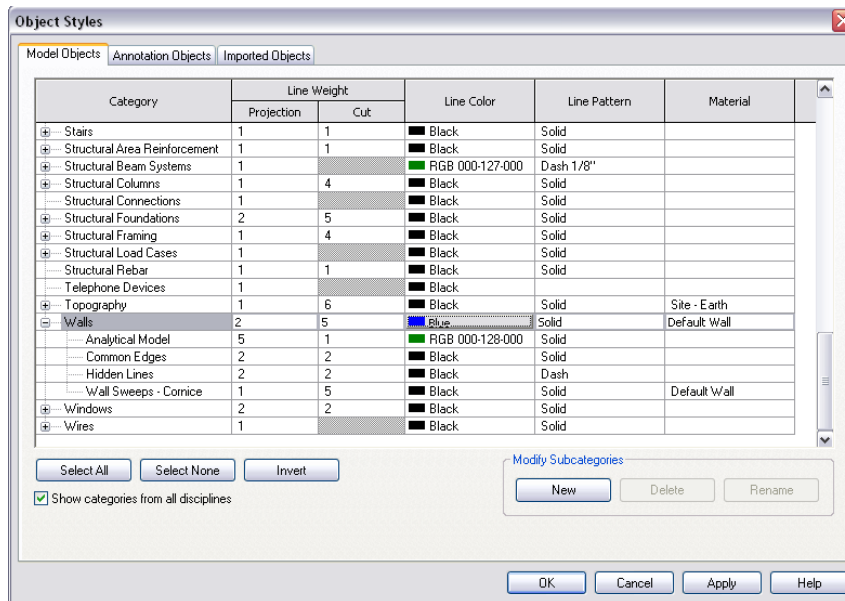 Object Styles
Model Objects Annotation Objects Imported Objects
Category Line Weight Line Color Line Pattern Material
Projection Cut
Stairs 1 1 Black Solid
Structural Area Reinforcement 1 1 Black Solid
Structural Beam Systems 1 RGB 000-127-000 Dash 1/8"
Structural Columns 1 4 Black Solid
Structural Connections 1 Black Solid
Structural Foundations 2 5 Black Solid
Structural Framing 1 4 Black Solid
Structural Load Cases 1 Black Solid
Structural Rebar 1 1 Black Solid
Telephone Devices 1 Black
Topography 1 6 Black Solid Site - Earth
Walls 2 5 Blue Solid Default Wall
Analytical Model 5 1 RGB 000-128-000 Solid
Common Edges 2 2 Black Solid
Hidden Lines 2 2 Black Dash
Wall Sweeps - Cornice 1 5 Black Solid Default Wall
Windows 2 2 Black Solid
Wires 1 Black Solid
Select All Select None Invert
Modify Subcategories
New Delete Rename
Show categories from all disciplines
OK Cancel Apply Help